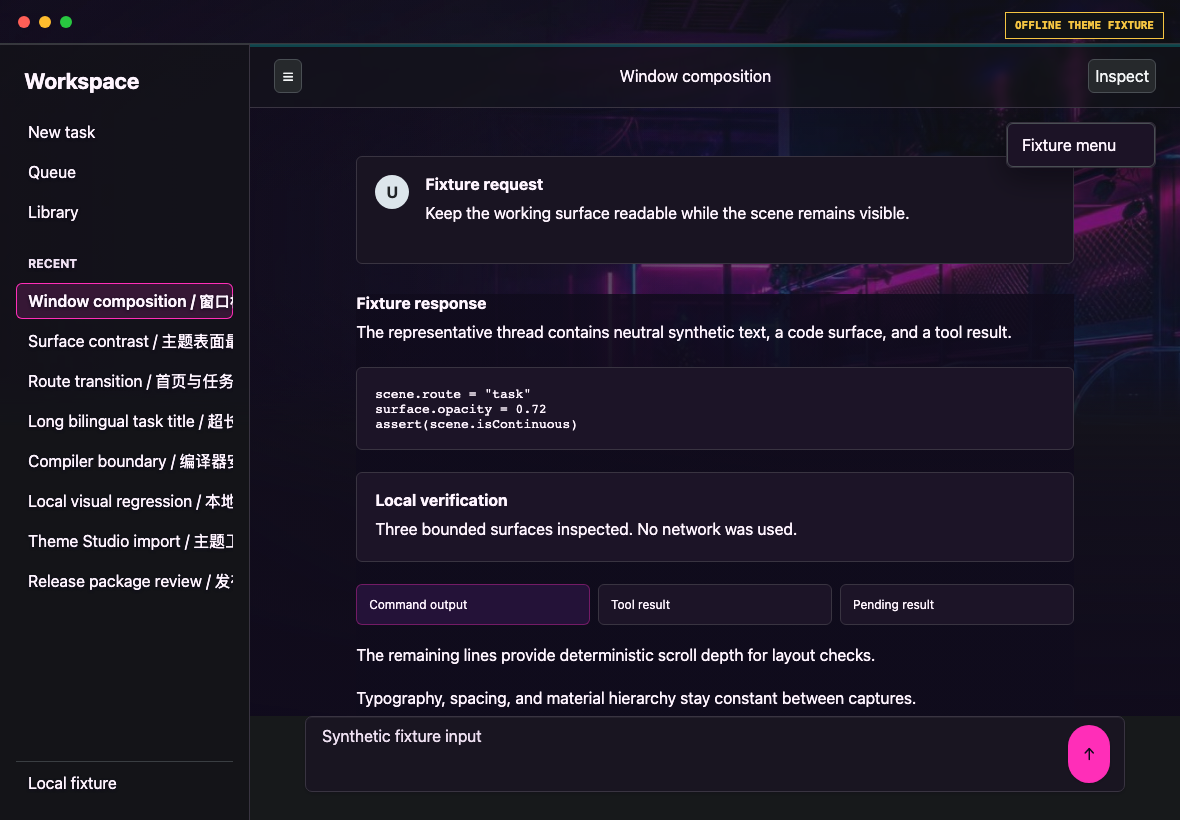 OFFLINE THEME FIXTURE
Workspace
New task
Queue
Library
RECENT
Window composition / 窗口
Surface contrast / 主题表面
Route transition / 首页与任务
Long bilingual task title / 超
Compiler boundary / 编译器
Local visual regression / 本地
Theme Studio import / 主题
Release package review / 发
Local fixture
Window composition
Inspect
Fixture menu
U
Fixture request
Keep the working surface readable while the scene remains visible.
Fixture response
The representative thread contains neutral synthetic text, a code surface, and a tool result.
scene.route = "task"
surface.opacity = 0.72
assert(scene.isContinuous)
Local verification
Three bounded surfaces inspected. No network was used.
Command output
Tool result
Pending result
The remaining lines provide deterministic scroll depth for layout checks.
Typography, spacing, and material hierarchy stay constant between captures.
Synthetic fixture input